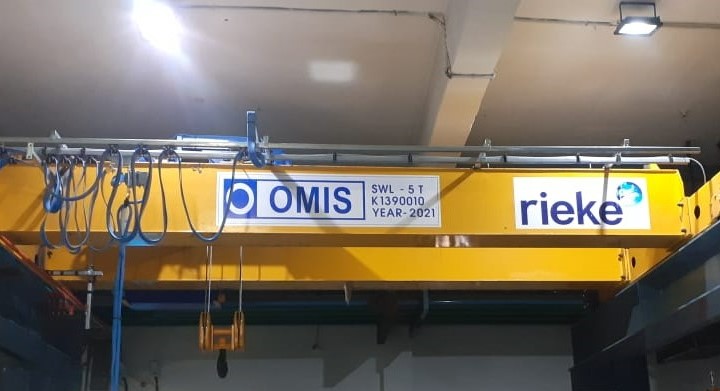 OMIS
SWL - 5 T
K1390010
YEAR-2021
rieke